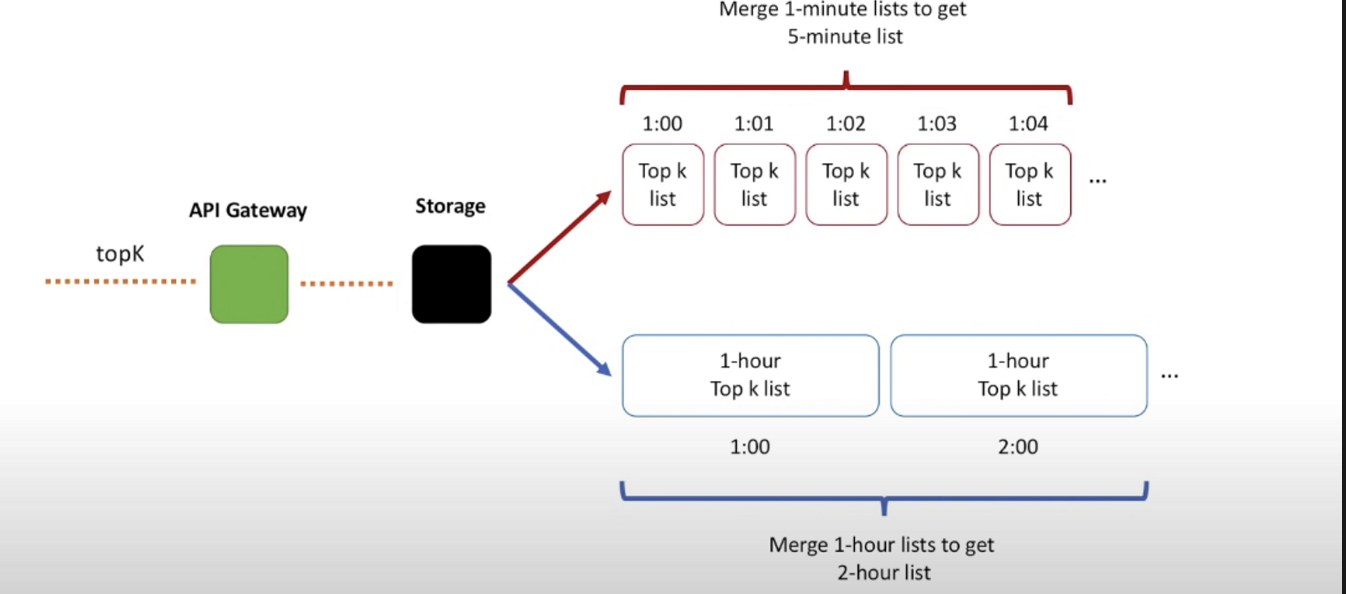 Merge 1-minute lists to get
5-minute list
1:00 1:01 1:02 1:03 1:04
Top k list
Top k list
Top k list
Top k list
Top k list
...
API Gateway
Storage
topK
1-hour
Top k list
1-hour
Top k list
...
1:00 2:00
Merge 1-hour lists to get
2-hour list